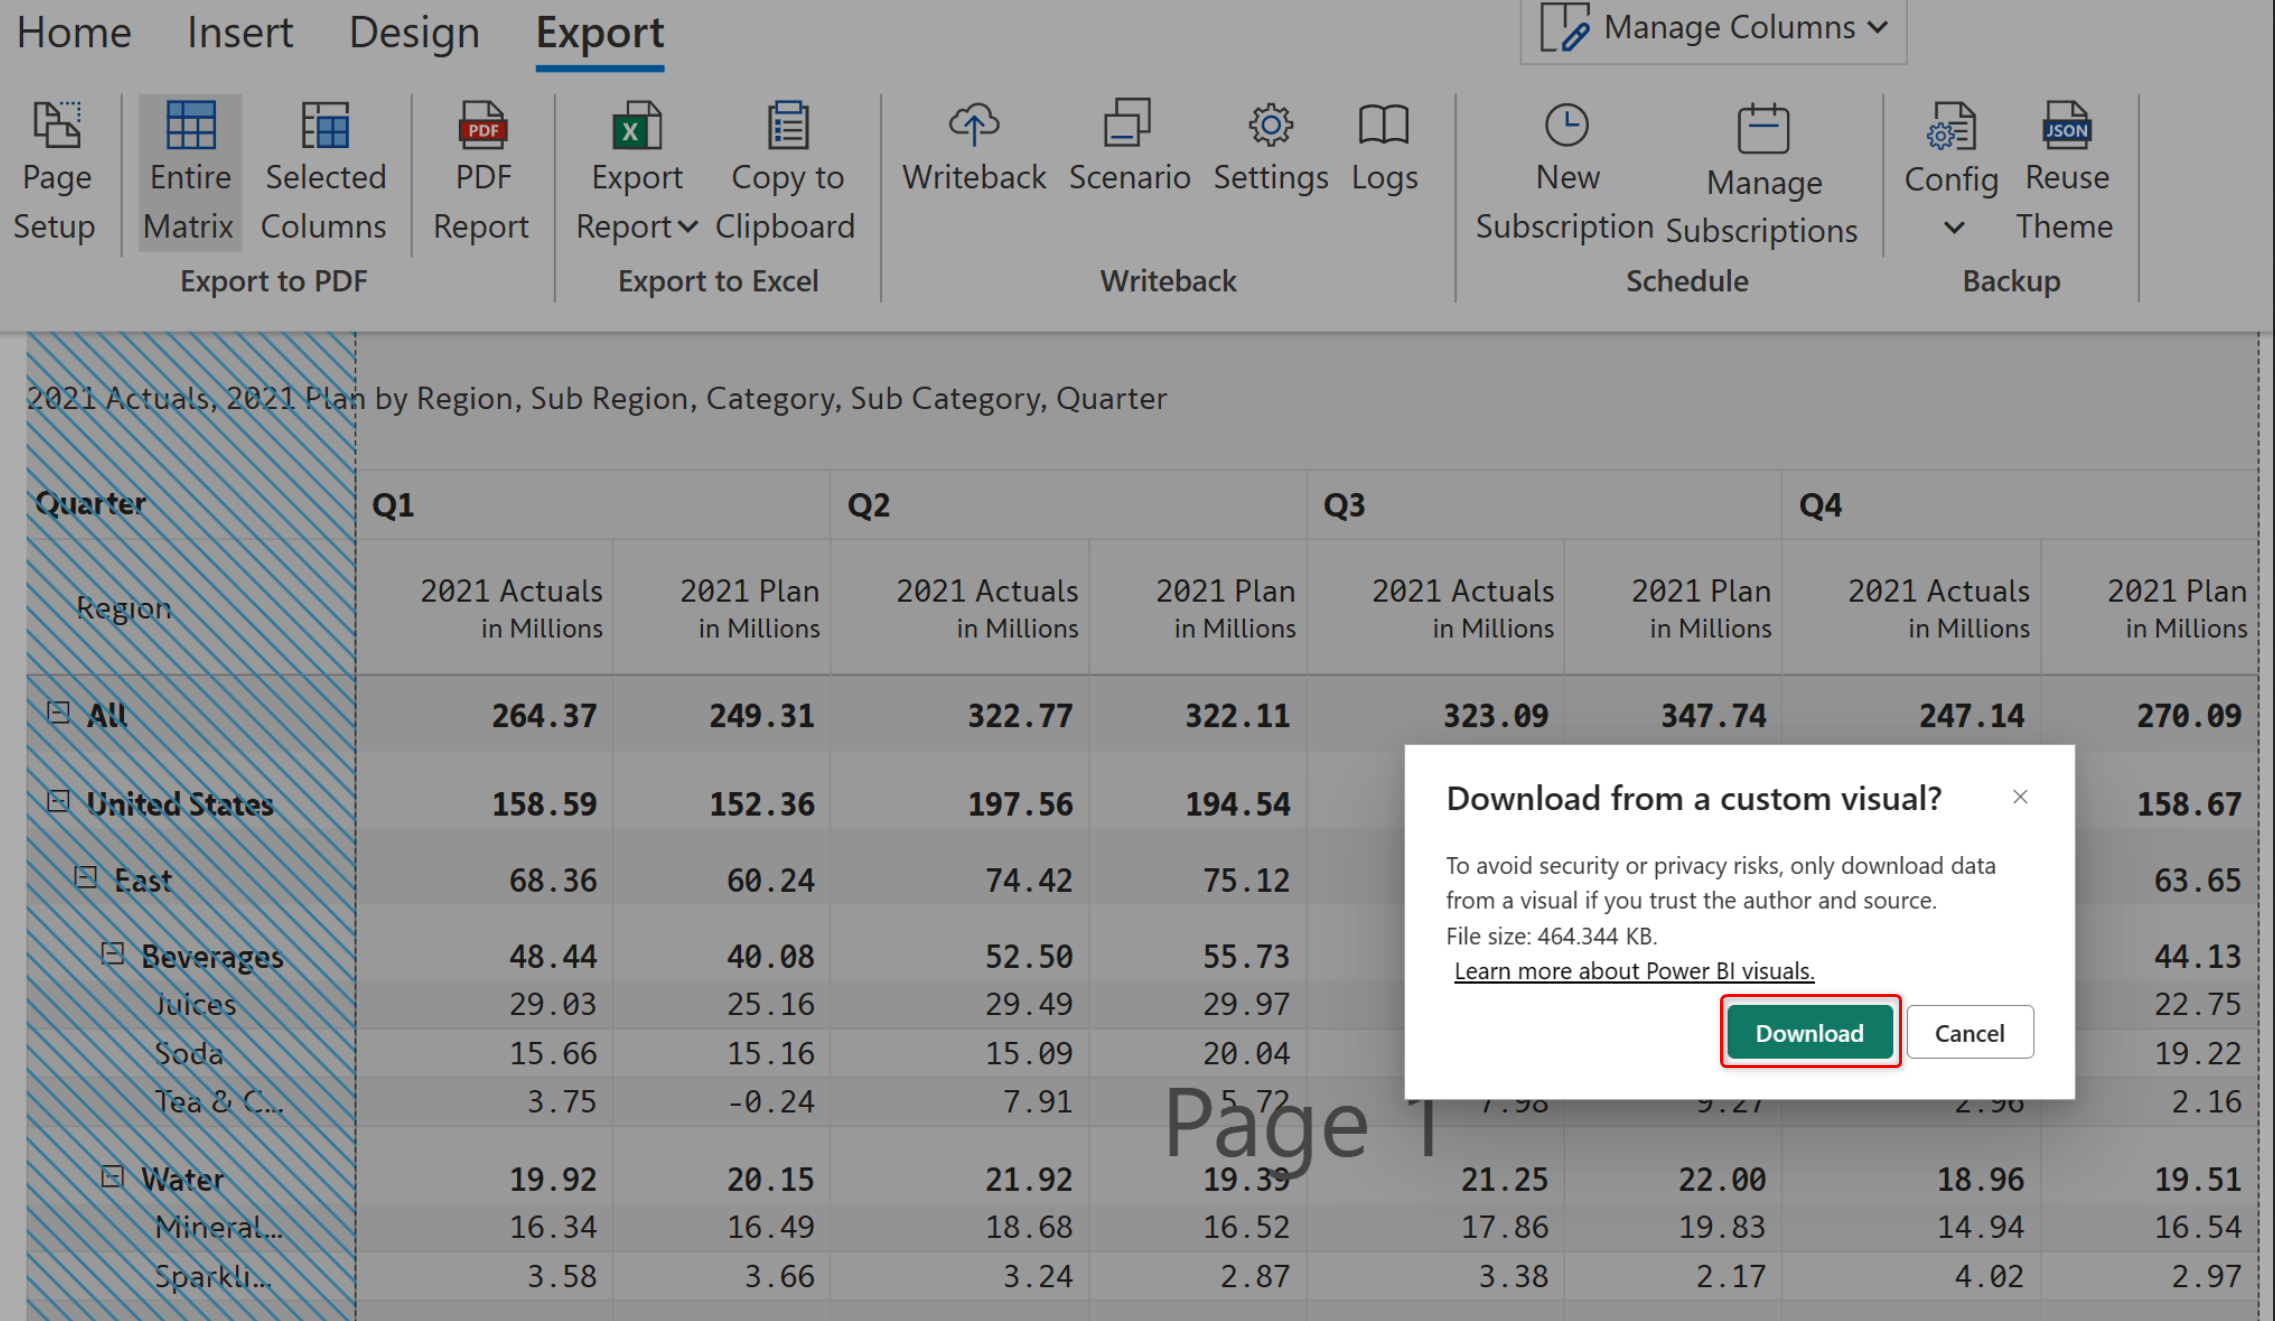 Home Insert Design Export Manage Columns
Page Setup
Entire Matrix
Selected Columns
PDF
PDF Report
Export Report
Copy to Clipboard
Writeback
Scenario
Settings
Logs
New Subscription
Manage Subscriptions
Config
JSON
Reuse Theme
Export to PDF Export to Excel Writeback Schedule Backup
2021 Actuals, 2021 Plan by Region, Sub Region, Category, Sub Category, Quarter
Quarter Q1 Q2 Q3 Q4
Region 2021 Actuals 2021 Plan 2021 Actuals 2021 Plan 2021 Actuals 2021 Plan 2021 Actuals 2021 Plan
in Millions in Millions in Millions in Millions in Millions in Millions in Millions in Millions
All 264.37 249.31 322.77 322.11 323.09 347.74 247.14 270.09
United States 158.59 152.36 197.56 194.54 158.67
East 68.36 60.24 74.42 75.12 63.65
Beverages 48.44 40.08 52.50 55.73 44.13
Juices 29.03 25.16 29.49 29.97 22.75
Soda 15.66 15.16 15.09 20.04 19.22
Tea & C... 3.75 -0.24 7.91 5.72 7.98 9.27 2.96 2.16
Water 19.92 20.15 21.92 19.39 21.25 22.00 18.96 19.51
Mineral... 16.34 16.49 18.68 16.52 17.86 19.83 14.94 16.54
Sparkli... 3.58 3.66 3.24 2.87 3.38 2.17 4.02 2.97
Page 1
Download from a custom visual?
To avoid security or privacy risks, only download data
from a visual if you trust the author and source.
File size: 464.344 KB.
Learn more about Power BI visuals.
Download Cancel